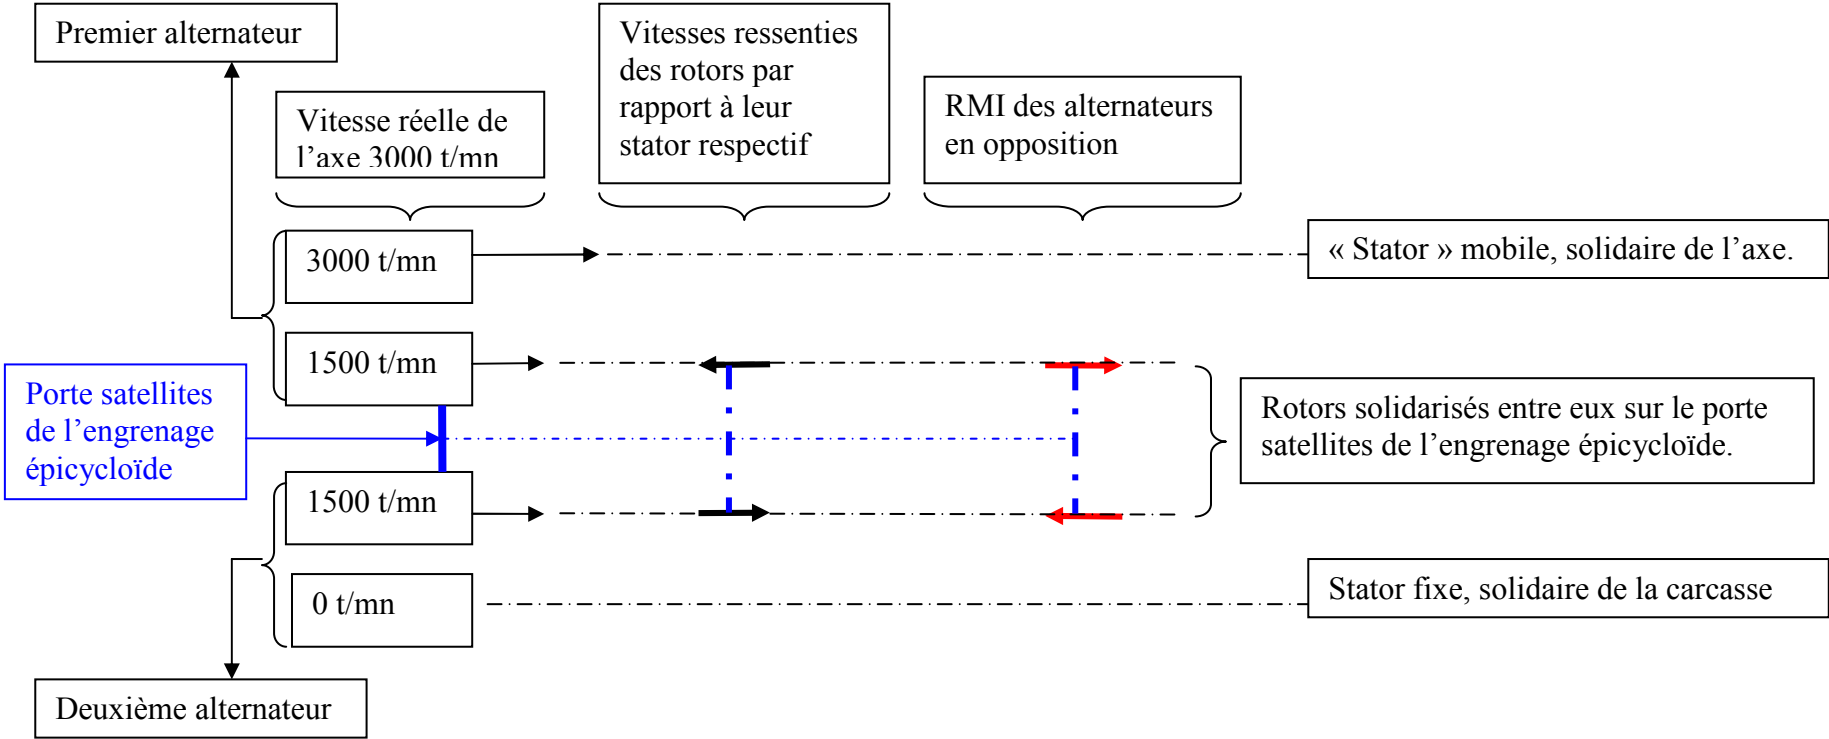 Premier alternateur
Vitesse réelle de
l'axe 3000 t/mn
Vitesses ressenties
des rotors par
rapport à leur
stator respectif
RMI des alternateurs
en opposition
3000 t/mn
« Stator » mobile, solidaire de l'axe.
1500 t/mn
Porte satellites
de l'engrenage
épicycloïde
Rotors solidarisés entre eux sur le porte
satellites de l'engrenage épicycloïde.
1500 t/mn
0 t/mn
Stator fixe, solidaire de la carcasse
Deuxième alternateur